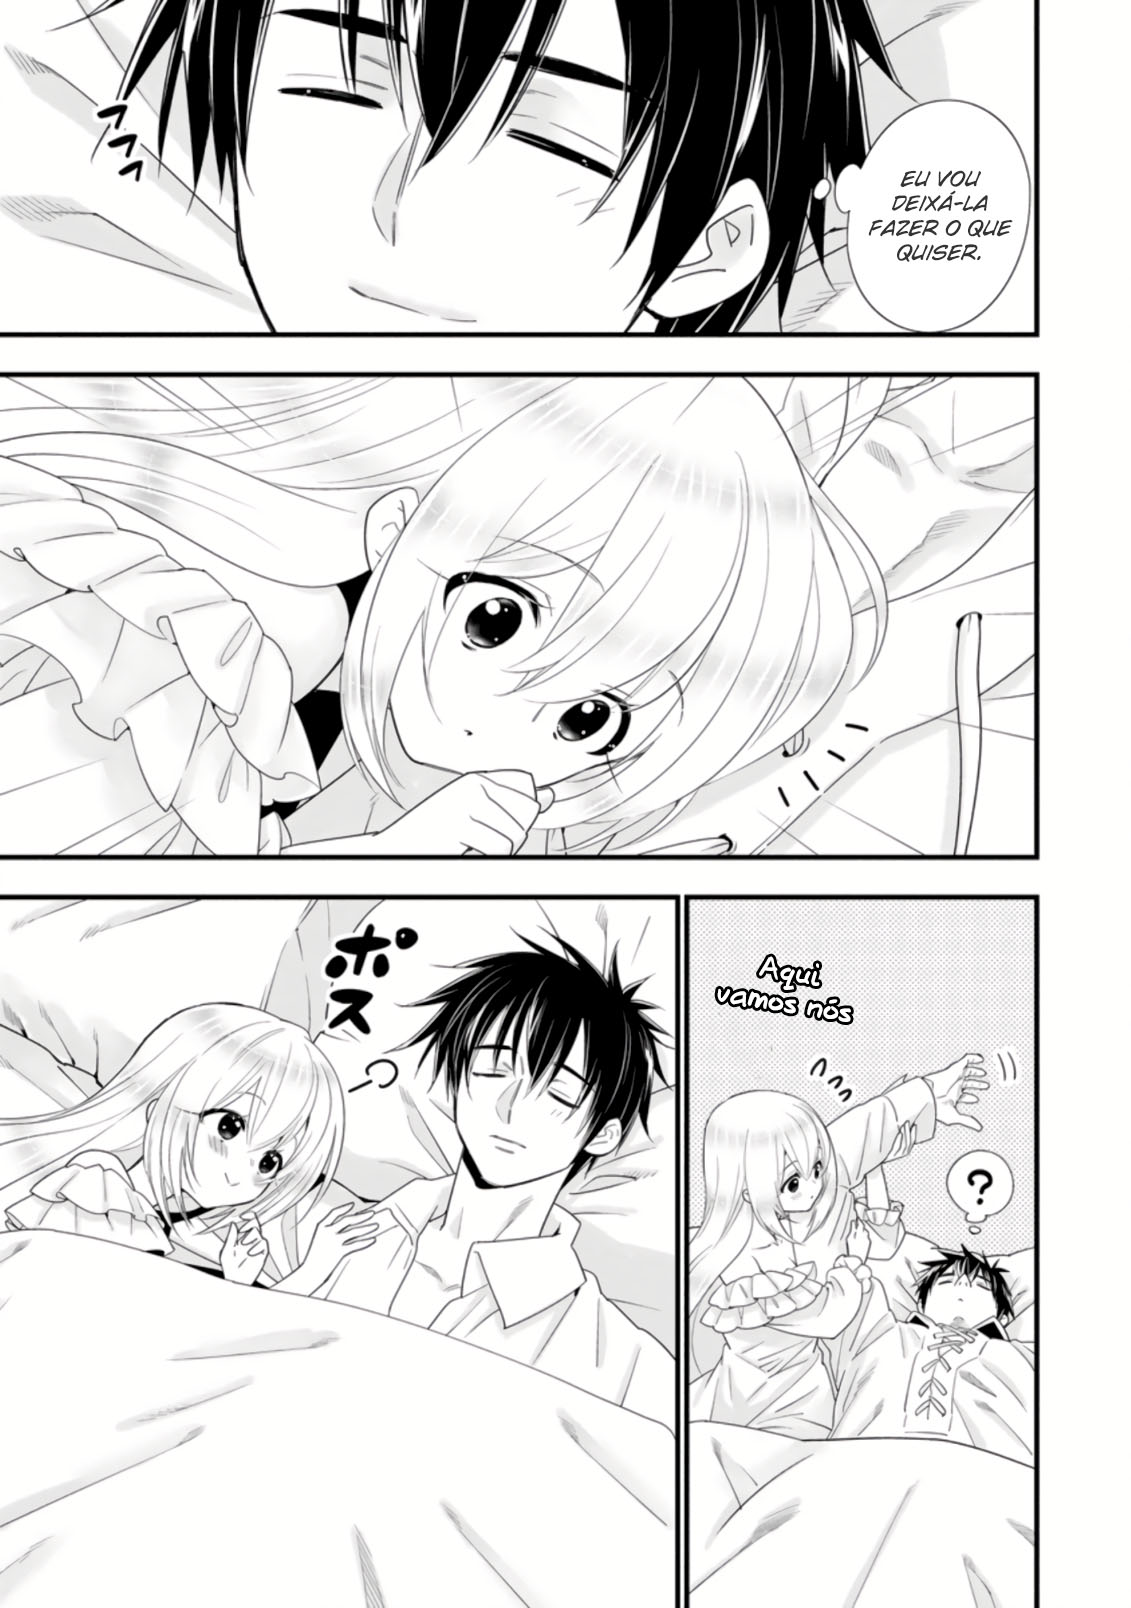 EU VOU
DEIXÁ-LA
FAZER O QUE
QUISER.
Aqui
vamos nós
?
ポス